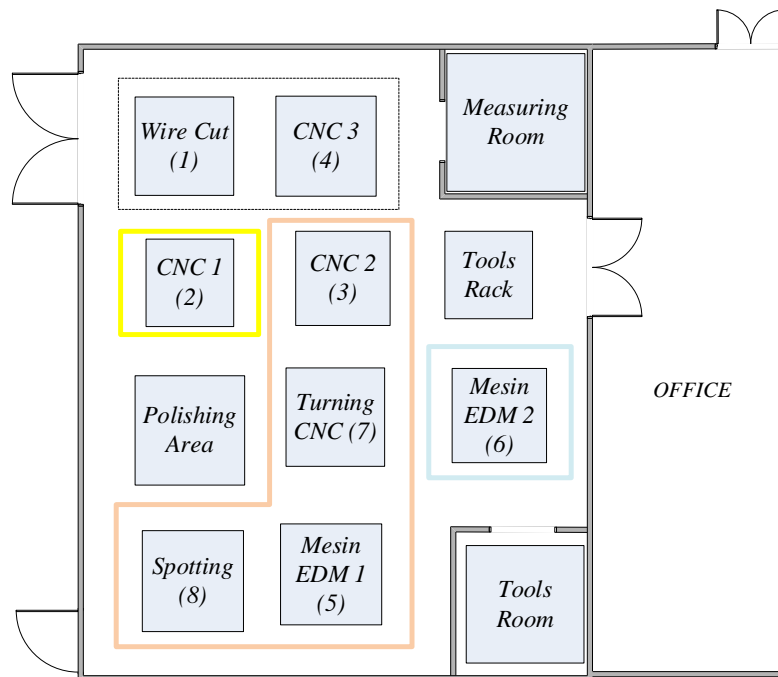 Wire Cut
(1)
CNC 3
(4)
Measuring
Room
CNC 1
(2)
CNC 2
(3)
Tools
Rack
Polishing
Area
Turning
CNC (7)
Mesin
EDM 2
(6)
OFFICE
Spotting
(8)
Mesin
EDM 1
(5)
Tools
Room